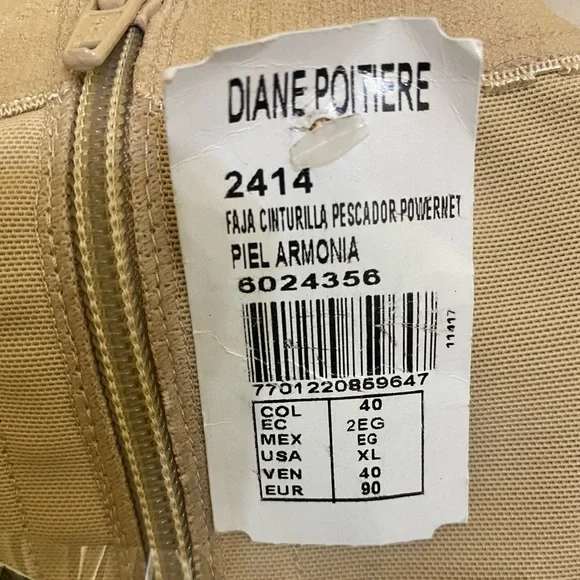 DIANE POITIERE
2414
FAJA CINTURILLA PESCADOR POWERNET
PIEL ARMONIA
6024356
11417
7701220859647
COL 40
EC 2EG
MEX EG
USA XL
VEN 40
EUR 90